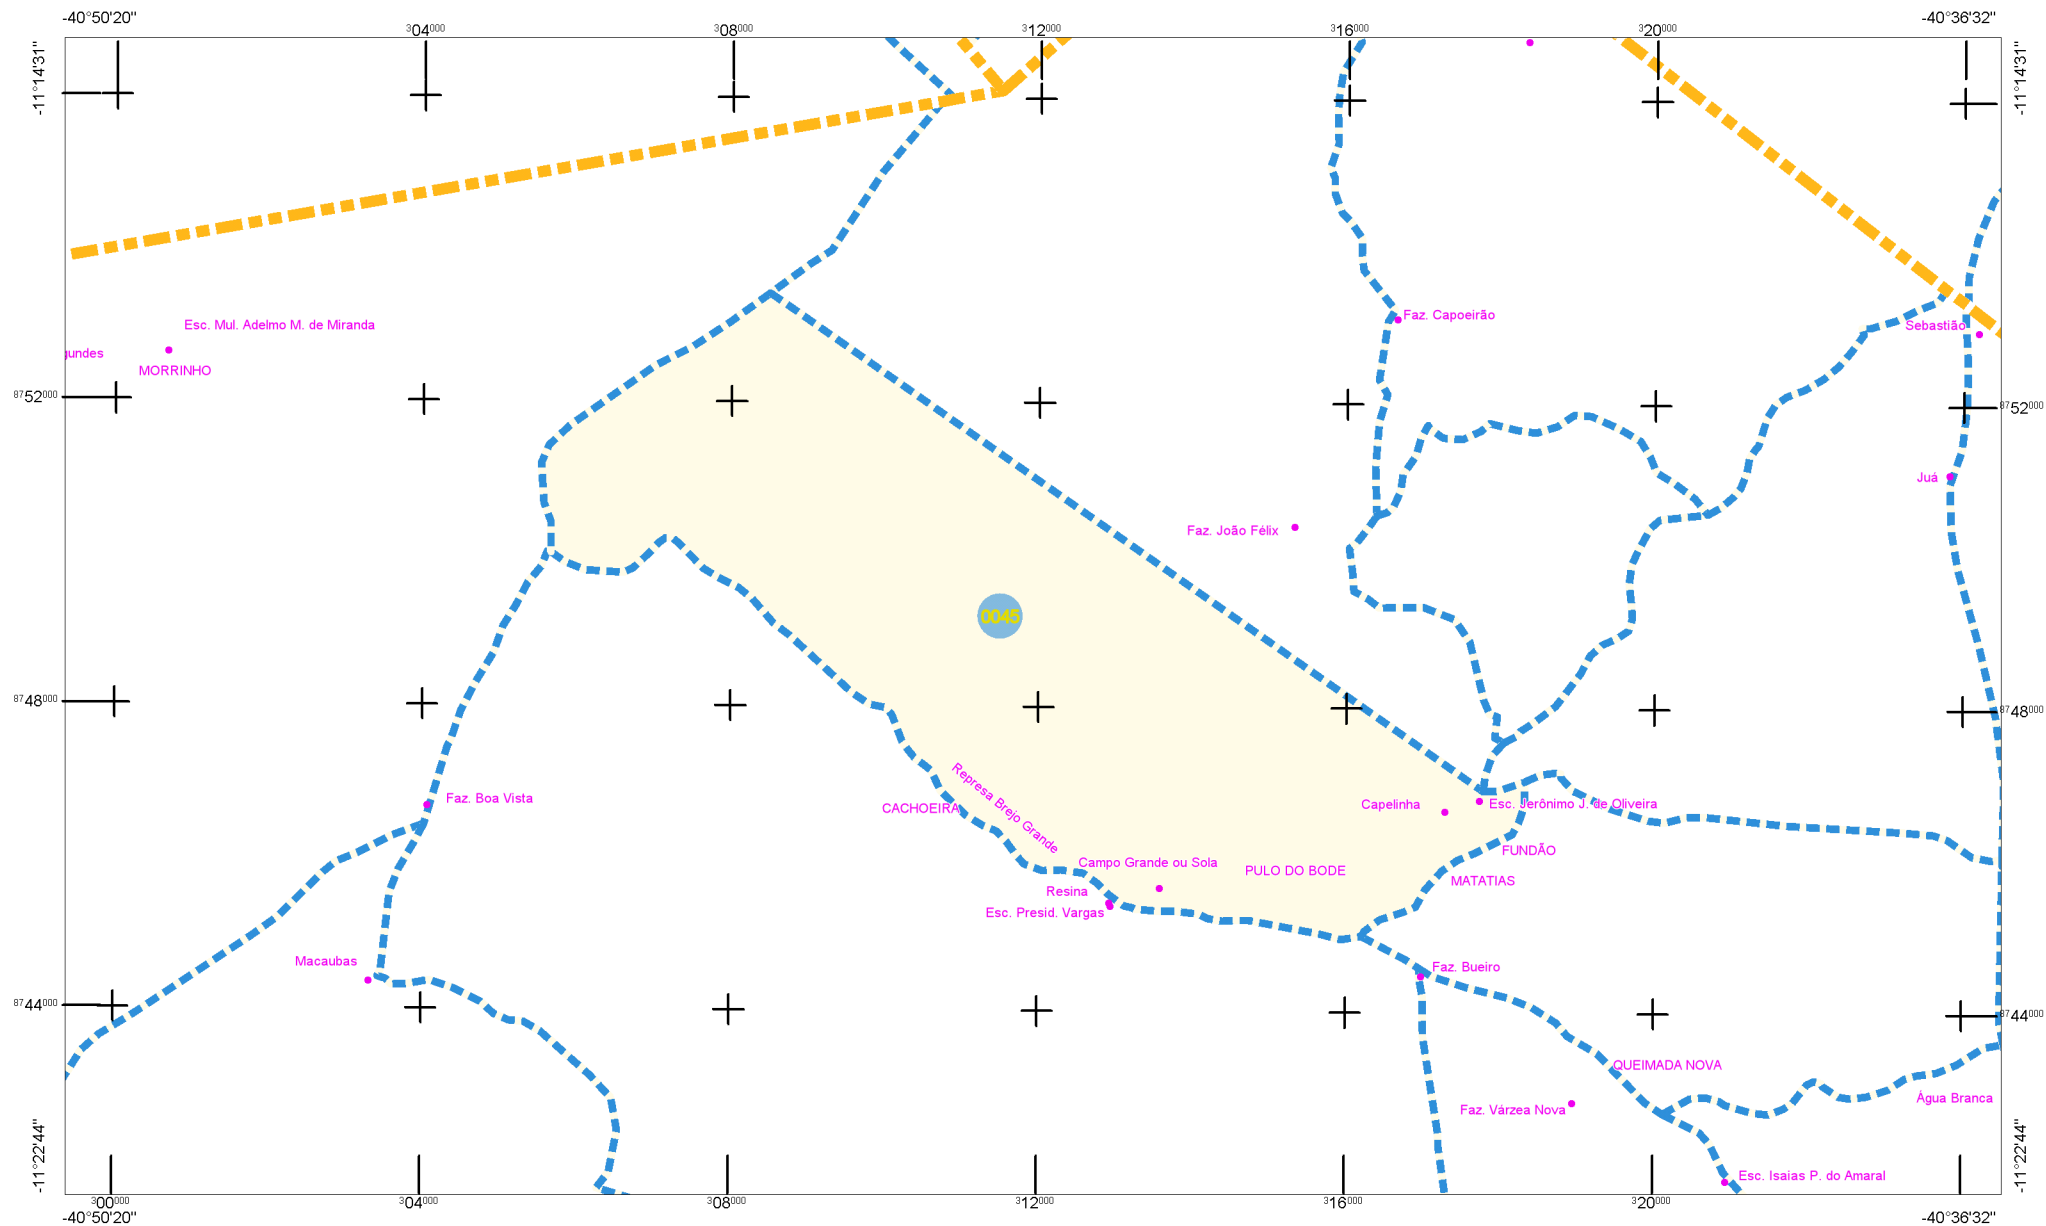 -40°50'20"
-40°36'32"
304000
308000
312000
316000
320000
-11°14'31"
-11°14'31"
Faz. Capoeirão
Esc. Mul. Adelmo M. de Miranda
Sebastião
gundes
MORRINHO
8752000
8752000
Juá
Faz. João Félix
0045
8748000
8748000
Faz. Boa Vista
Represa Brejo Grande
CACHOEIRA
Capelinha
Esc. Jerônimo J. de Oliveira
FUNDÃO
Campo Grande ou Sola
PULO DO BODE
MATATIAS
Resina
Esc. Presid. Vargas
Macaubas
Faz. Bueiro
8744000
8744000
QUEIMADA NOVA
Água Branca
Faz. Várzea Nova
-11°22'44"
-11°22'44"
Esc. Isaias P. do Amaral
300000
304000
308000
312000
316000
320000
-40°50'20"
-40°36'32"